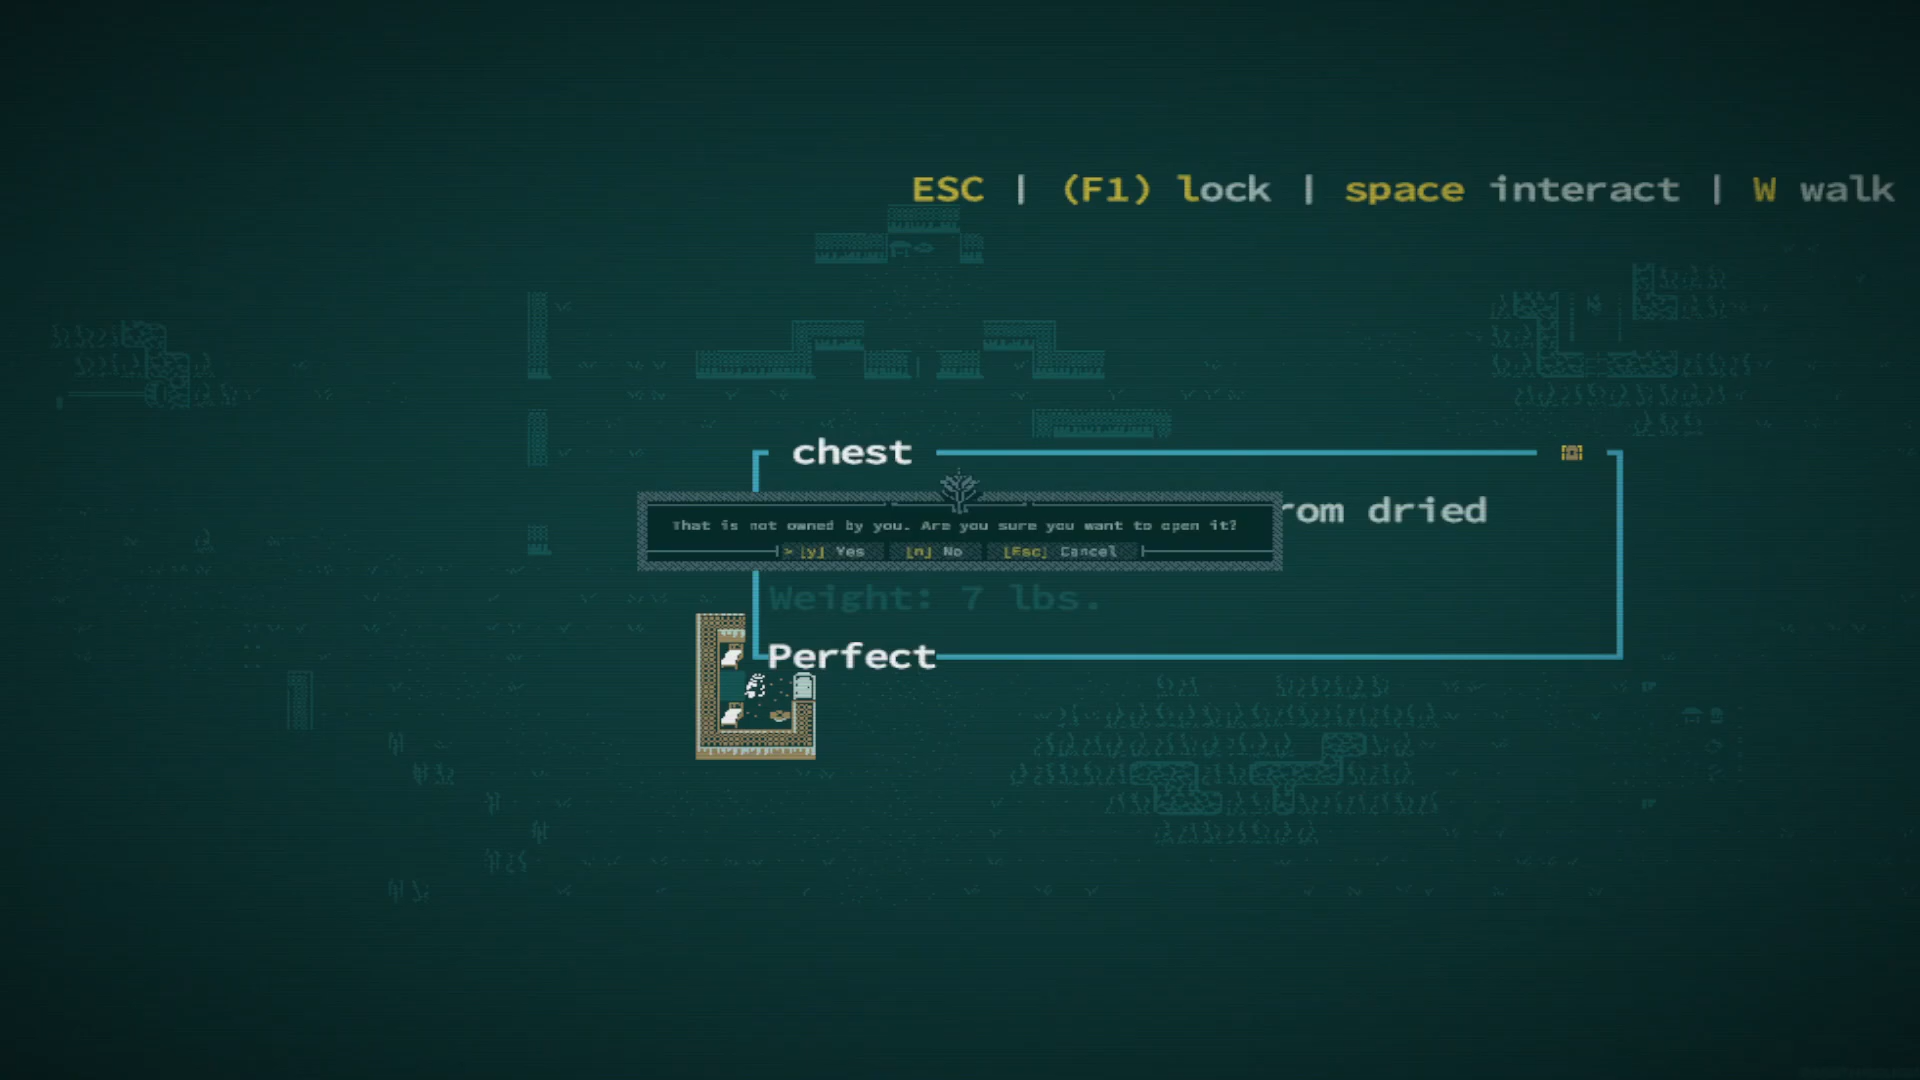 ESC | (F1) lock | space interact | W walk
chest
rom dried
That is not owned by you. Are you sure you want to open it?
> [y] Yes [n] No [Esc] Cancel
Weight: 7 lbs.
Perfect